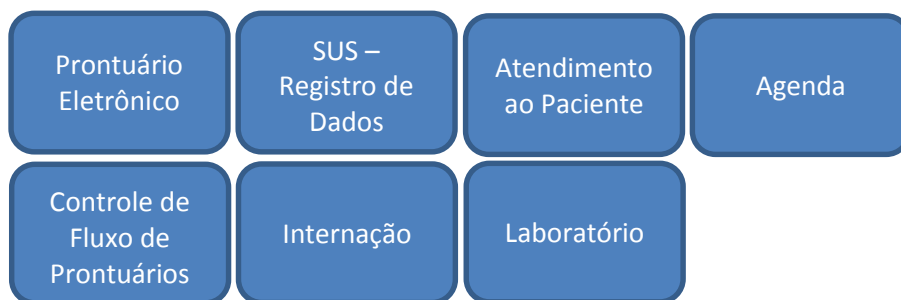 Prontuário
Eletrônico
SUS –
Registro de
Dados
Atendimento
ao Paciente
Agenda
Controle de
Fluxo de
Prontuários
Internação
Laboratório